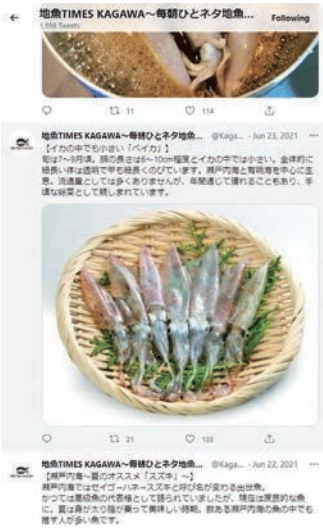 地魚TIMES KAGAWA～毎朝ひとネタ地魚...
1,598 Tweets
Following
11
114
地魚TIMES KAGAWA～毎朝ひとネタ地魚... @Kaga... · Jun 23, 2021
【イカの中でも小さい「ベイカ」】
旬は7~9月頃。胴の長さは6~10cm程度とイカの中では小さい。全体的に
細長い体は透明で甲も細長くのびています。瀬戸内海と有明海を中心に生
息。流通量としては多くありませんが、年間通じて獲れることもあり、手
頃な総菜として親しまれています。
21
133
地魚TIMES KAGAWA～毎朝ひとネタ地魚... @Kaga... · Jun 22, 2021
【瀬戸内海～夏のオススメ「スズキ」～】
瀬戸内海ではセイゴ→ハネ→スズキと呼び名が変わる出世魚。
かつては高級魚の代表格として語られていましたが、現在は庶民的な魚
に。夏は身が太り脂が乗って美味しい時期。数ある瀬戸内海の魚の中でも
推す人が多い魚です。